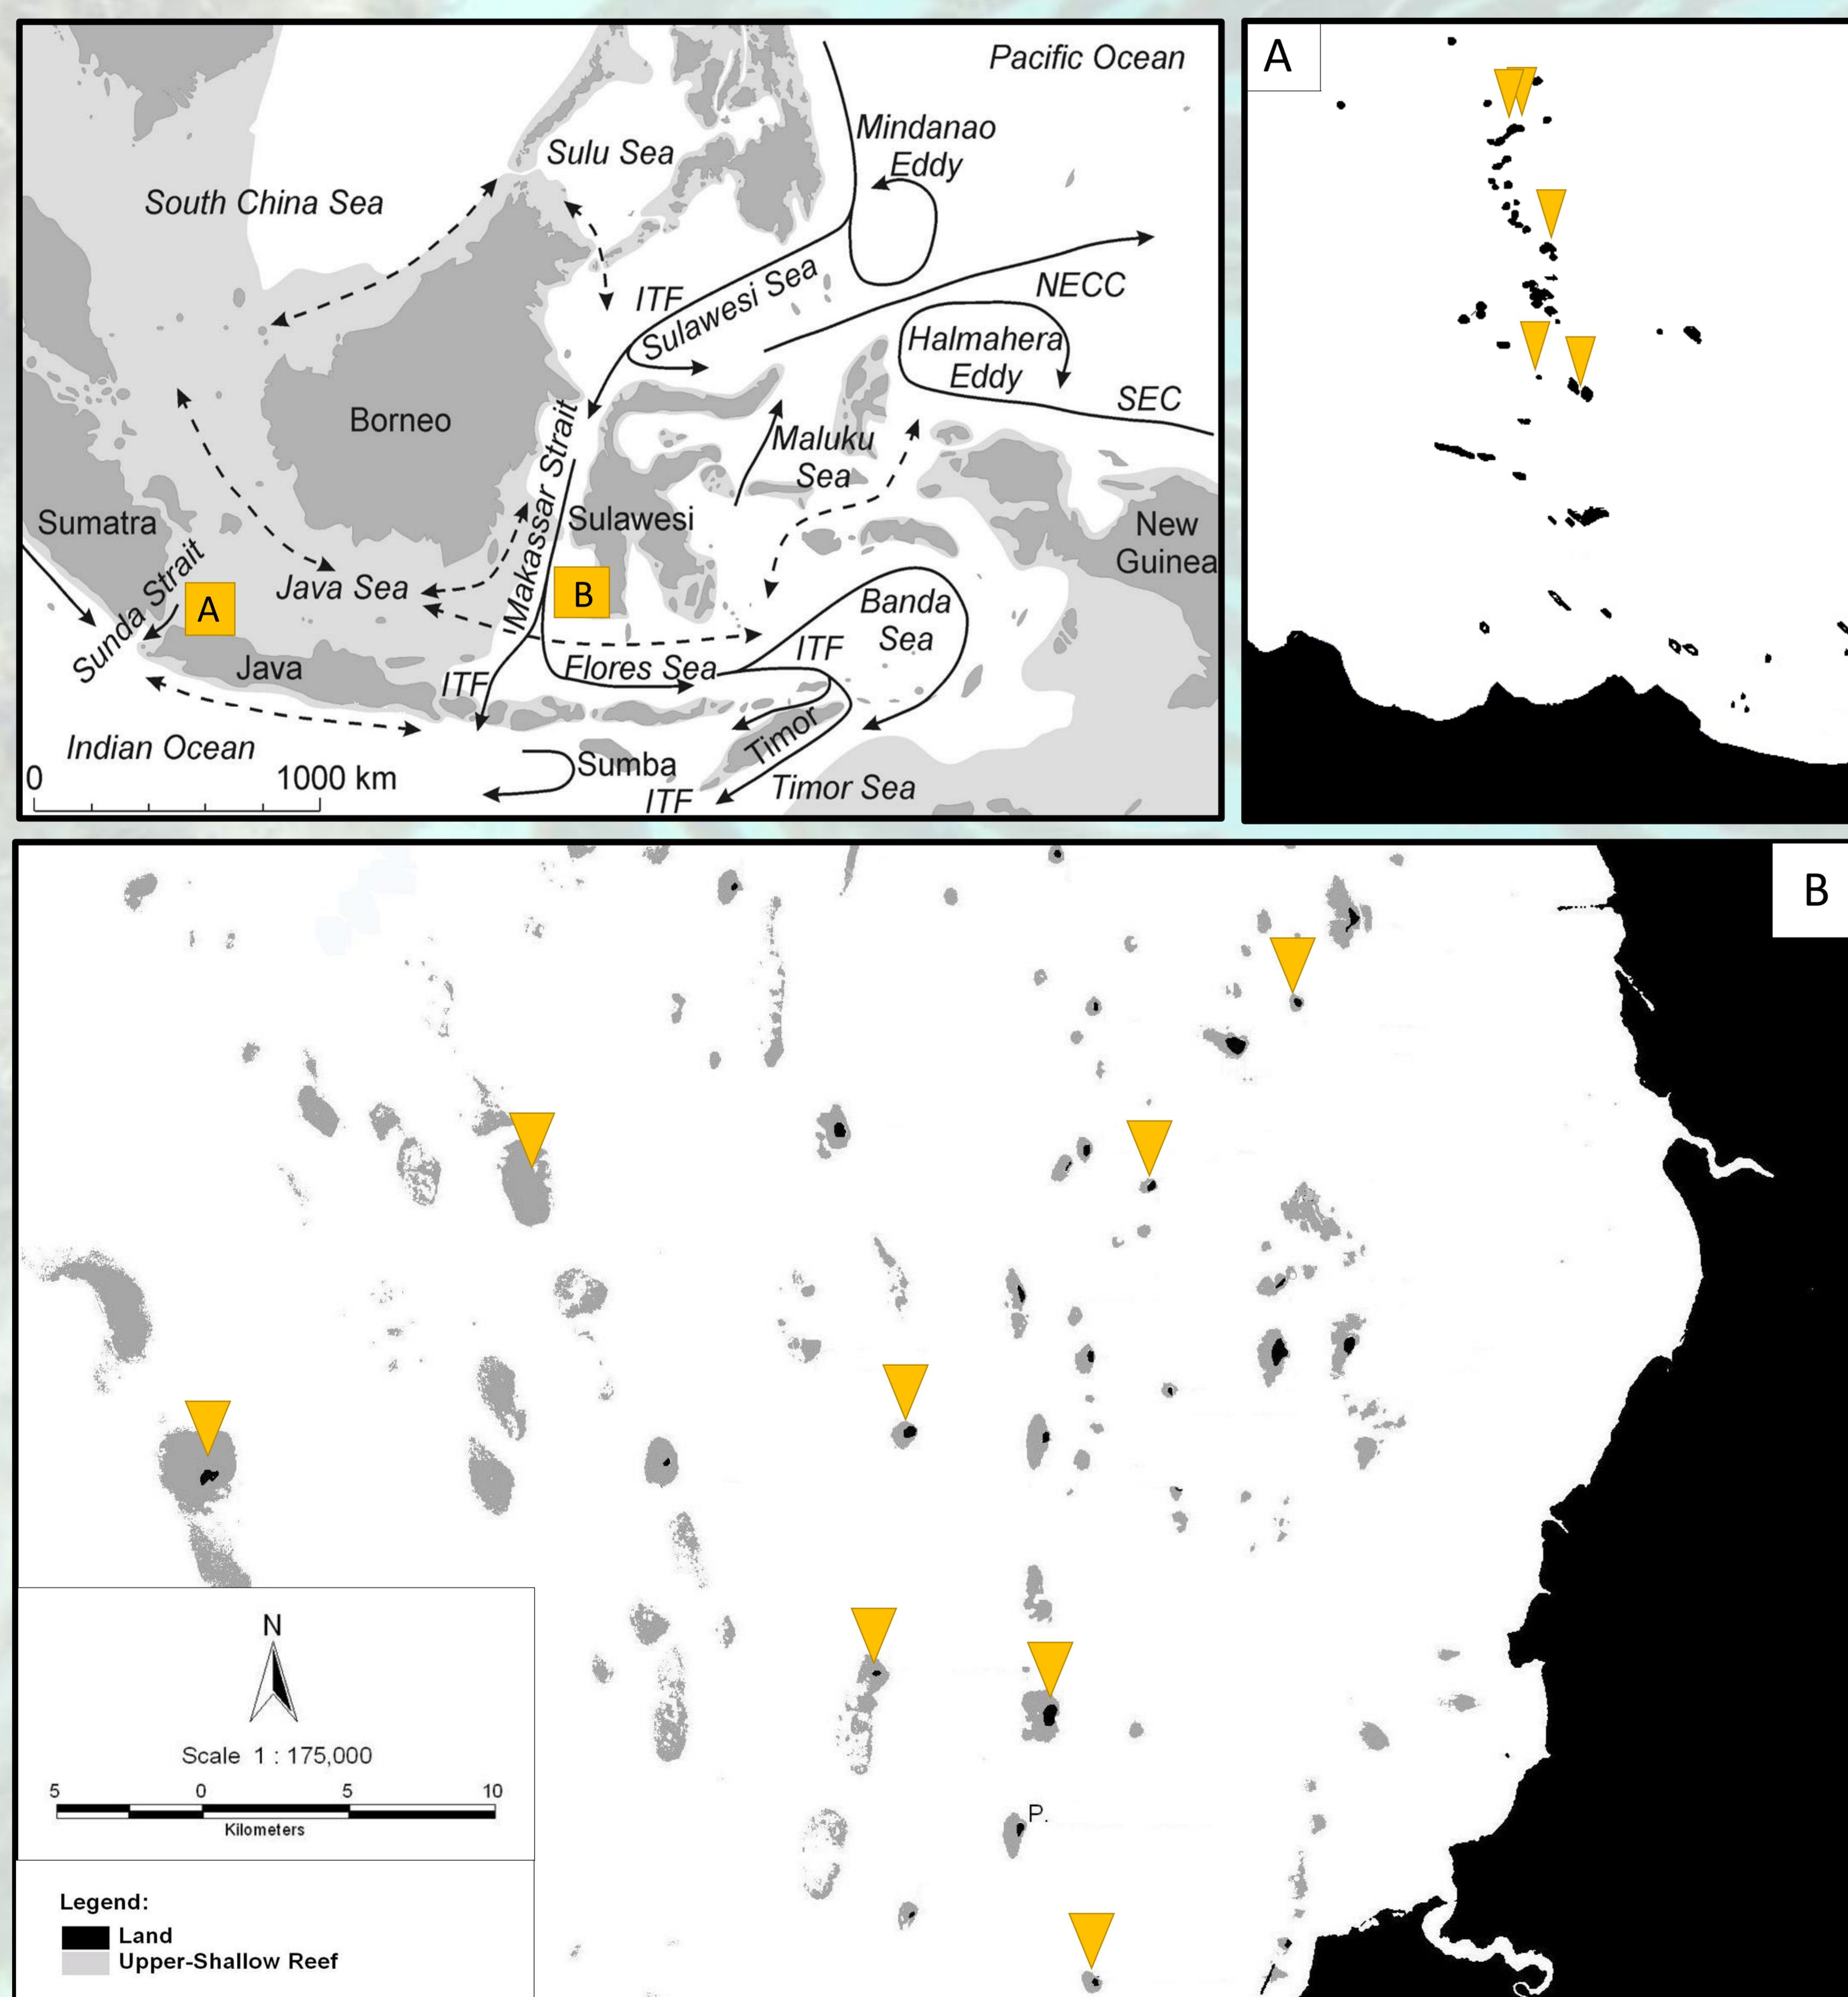 Pacific Ocean
Mindanao
Eddy
Sulu Sea
South China Sea
ITF
Sulawesi Sea
NECC
Halmahera
Eddy
SEC
Borneo
Makassar Strait
Maluku
Sea
Sumatra
Sulawesi
New
Guinea
Sunda Strait
A
Java Sea
B
Banda
Sea
Java
ITF
Flores Sea
ITF
Timor
Indian Ocean
Sumba
0
1000 km
ITF
Timor Sea
A
B
N
Scale 1 : 175,000
5 0 5 10
Kilometers
P.
Legend:
Land
Upper-Shallow Reef